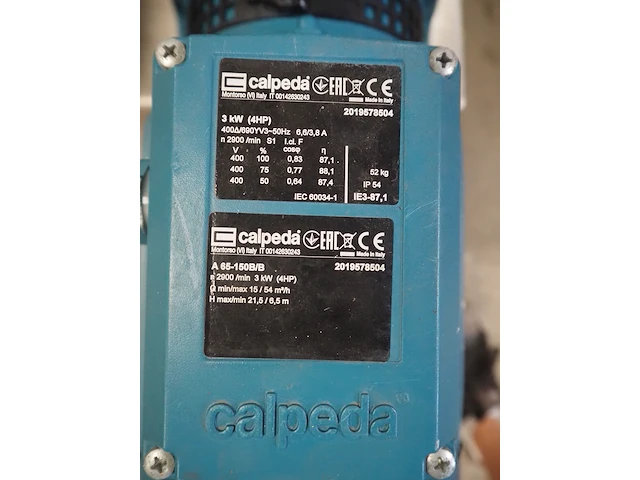 calpeda EAC CE
Montorso (VI) Italy IT 00142630243 Made in Italy
2019578504
3 kW (4HP)
400Δ/690YV3~50Hz 6,6/3,8 A
n 2900 /min S1 I.cl. F
V % cosφ η
400 100 0,83 87,1
400 75 0,77 88,1 52 kg
400 50 0,64 87,4 IP 54
IEC 60034-1 IE3-87,1
calpeda EAC CE
Montorso (VI) Italy IT 00142630243 Made in Italy
A 65-150B/B 2019578504
n 2900 /min 3 kW (4HP)
Q min/max 15 / 54 m³/h
H max/min 21,5 / 6,5 m
calpeda